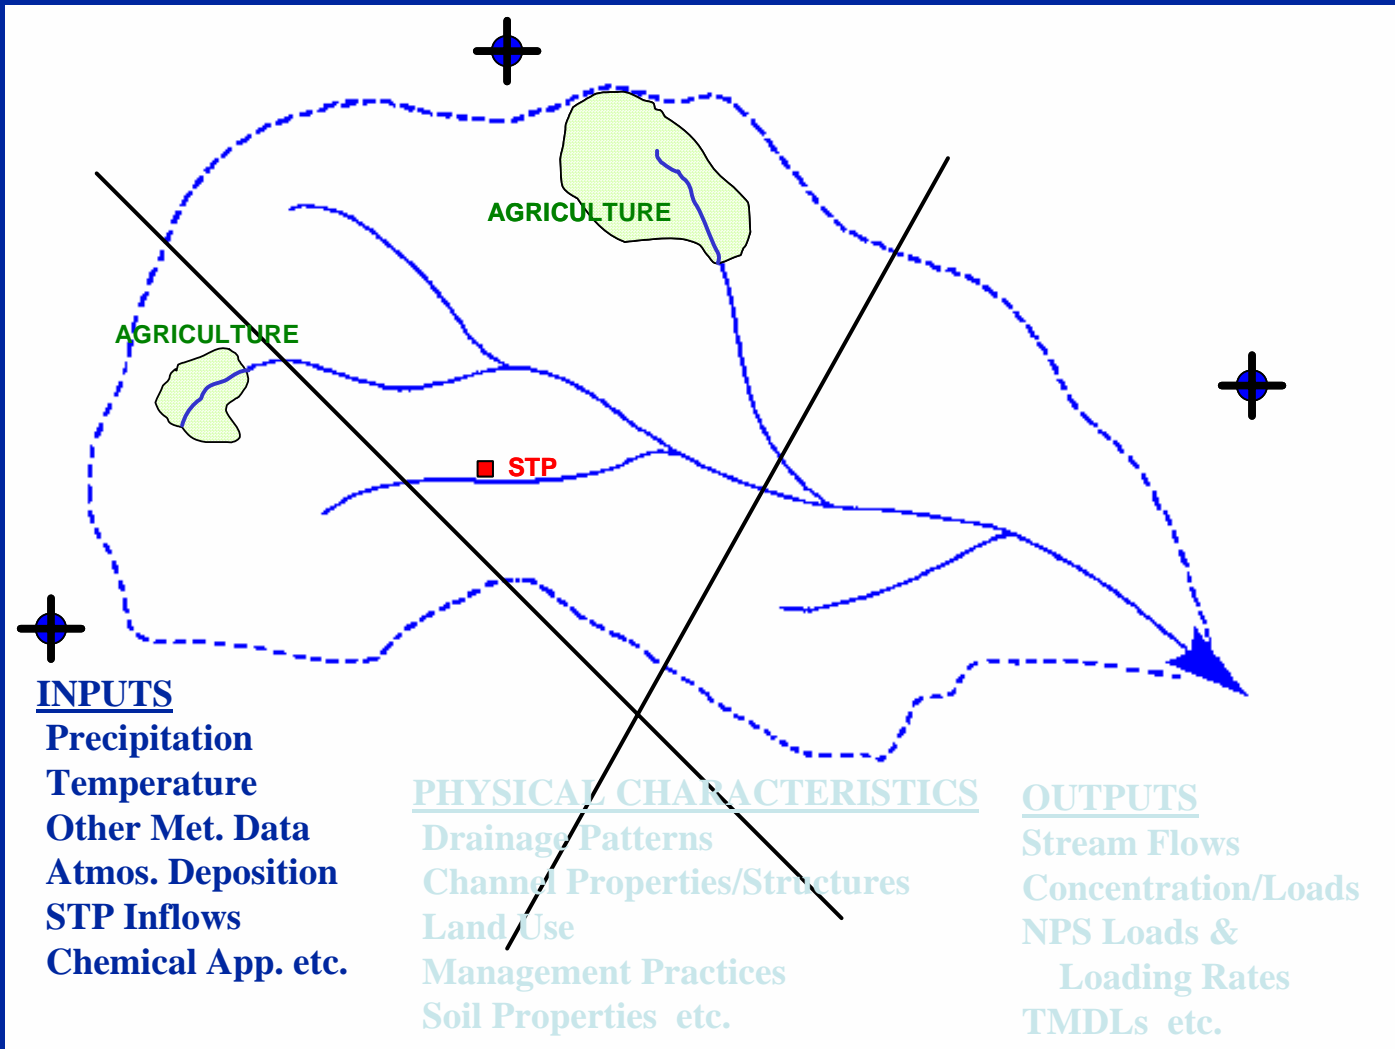 AGRICULTURE
AGRICULTURE
STP
INPUTS
Precipitation
Temperature
Other Met. Data
Atmos. Deposition
STP Inflows
Chemical App. etc.
PHYSICAL CHARACTERISTICS
Drainage Patterns
Channel Properties/Structures
Land Use
Management Practices
Soil Properties etc.
OUTPUTS
Stream Flows
Concentration/Loads
NPS Loads &
Loading Rates
TMDLs etc.